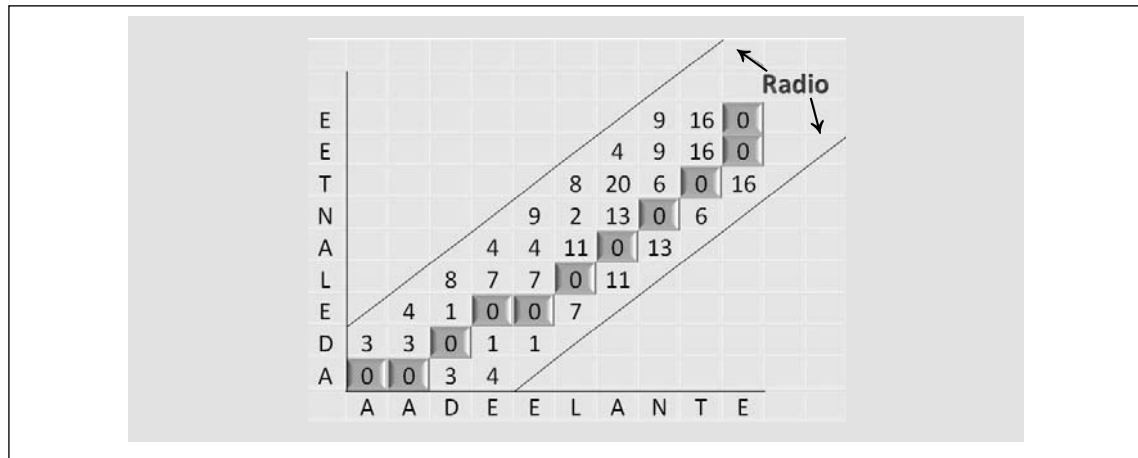 Radio
E 9 16 0
E 4 9 16 0
T 8 20 6 0 16
N 9 2 13 0 6
A 4 4 11 0 13
L 8 7 7 0 11
E 4 1 0 0 7
D 3 3 0 1 1
A 0 0 3 4
A A D E E L A N T E